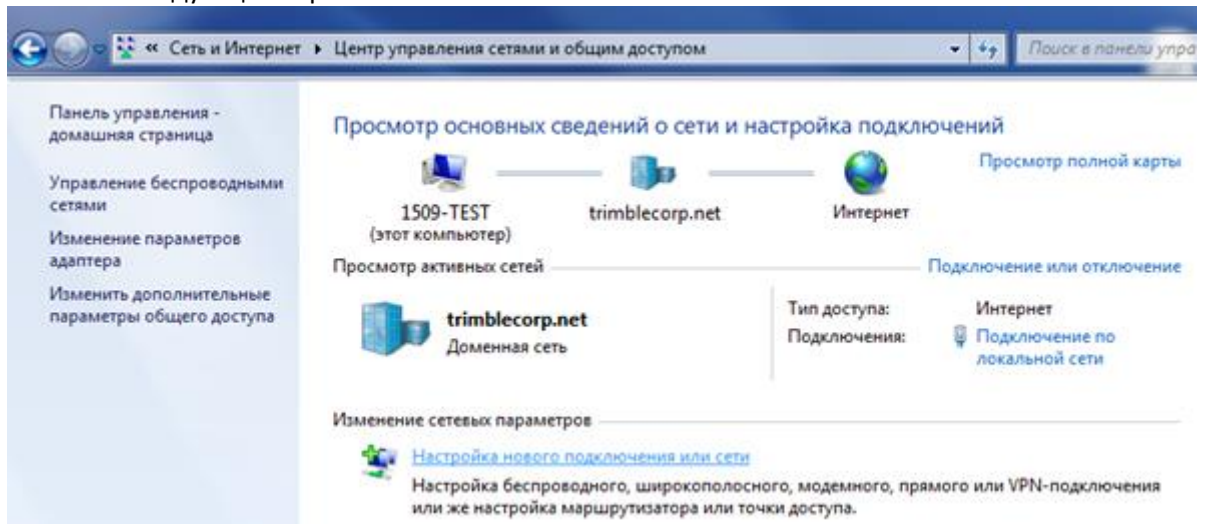 « Сеть и Интернет ▸ Центр управления сетями и общим доступом
Поиск в панели упра
Панель управления -
домашняя страница
Управление беспроводными
сетями
Изменение параметров
адаптера
Изменить дополнительные
параметры общего доступа
Просмотр основных сведений о сети и настройка подключений
Просмотр полной карты
1509-TEST
(этот компьютер)
trimblecorp.net
Интернет
Просмотр активных сетей
Подключение или отключение
trimblecorp.net
Доменная сеть
Тип доступа: Интернет
Подключения: Подключение по
локальной сети
Изменение сетевых параметров
Настройка нового подключения или сети
Настройка беспроводного, широкополосного, модемного, прямого или VPN-подключения
или же настройка маршрутизатора или точки доступа.